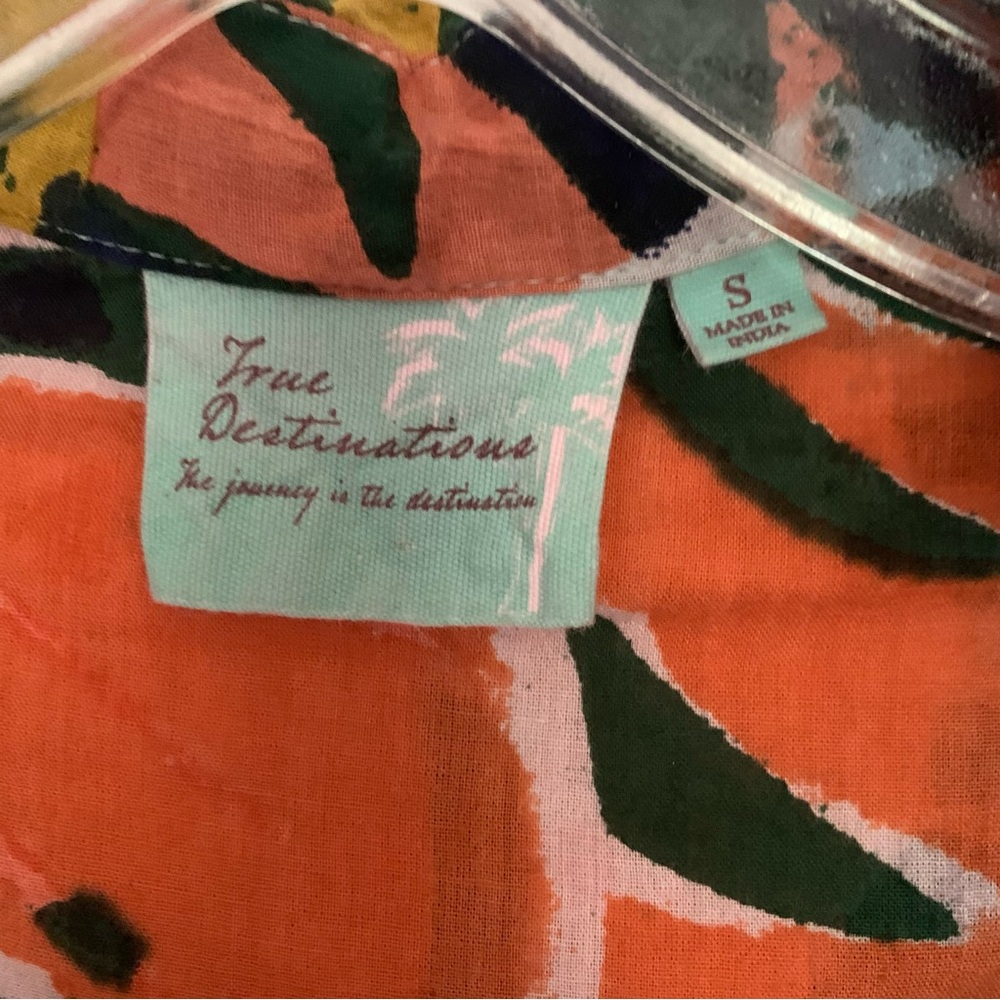 True
Destinations
The journey is the destination
S
MADE IN
INDIA